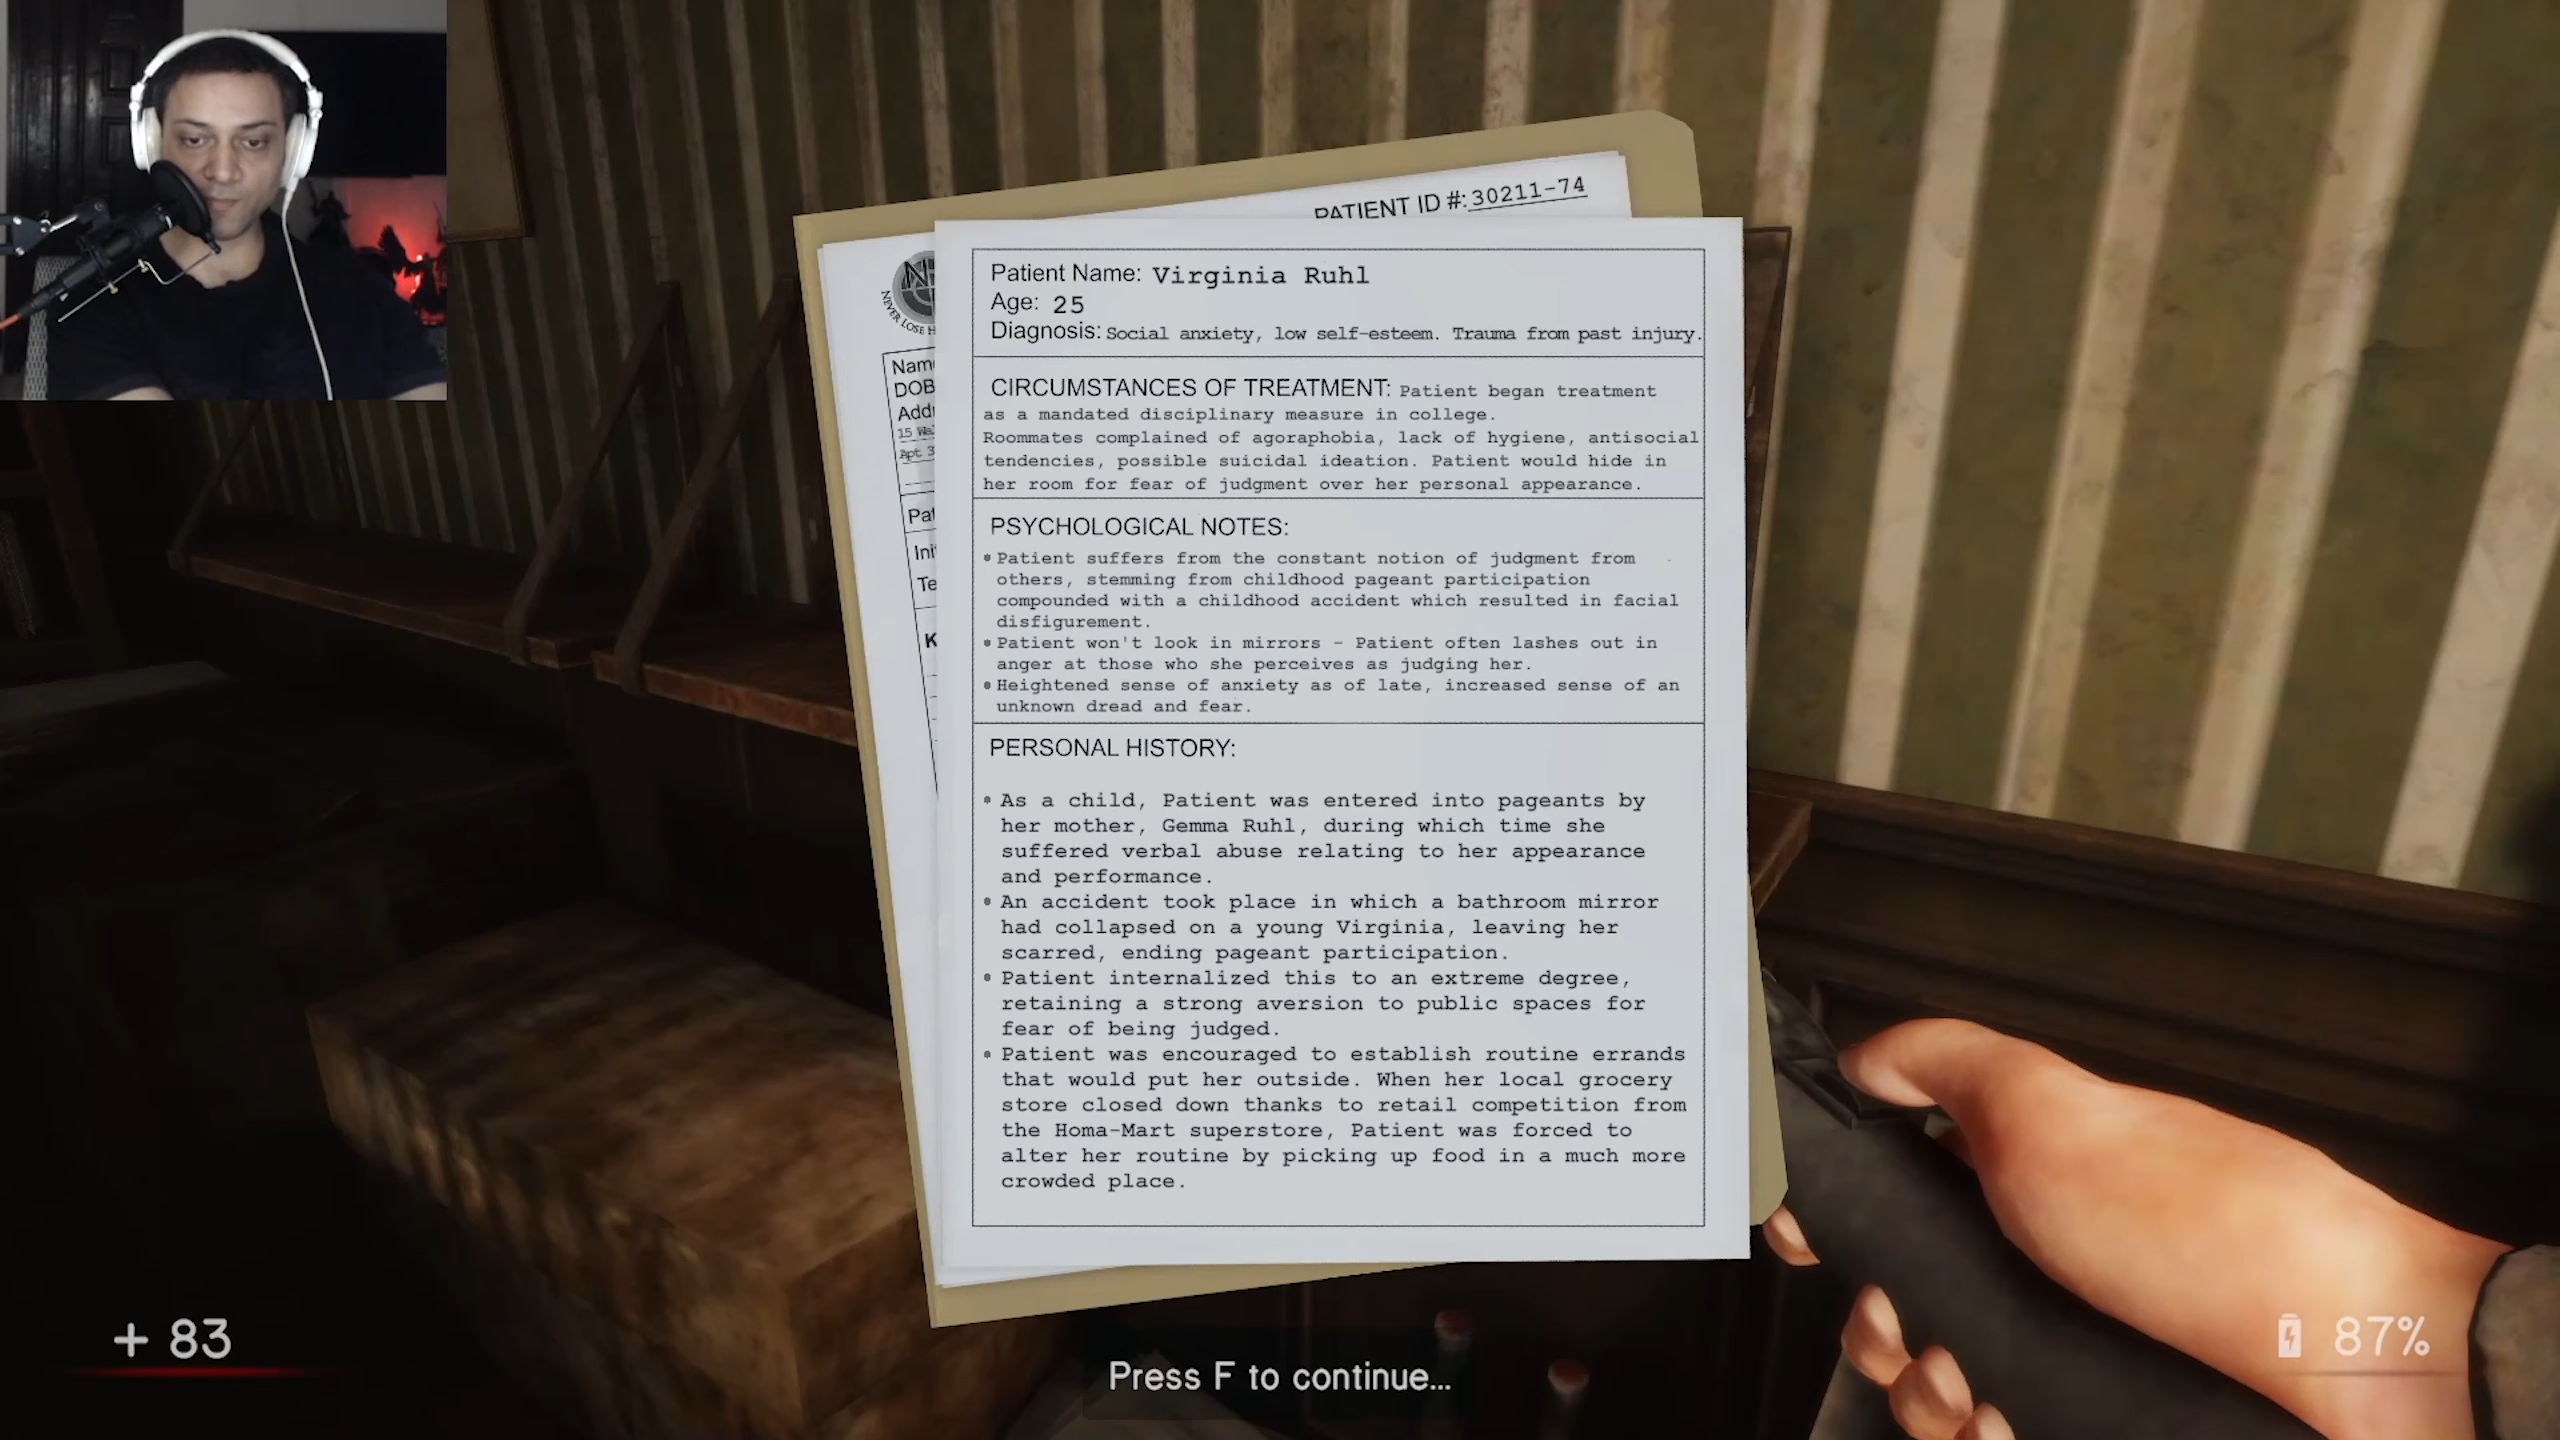 PATIENT ID #: 30211-74
NEVER LOSE H
Name
DOB
Addr
Apt 3
Pat
Ini
Te
K
Patient Name: Virginia Ruhl
Age: 25
Diagnosis: Social anxiety, low self-esteem. Trauma from past injury.
CIRCUMSTANCES OF TREATMENT: Patient began treatment
as a mandated disciplinary measure in college.
Roommates complained of agoraphobia, lack of hygiene, antisocial
tendencies, possible suicidal ideation. Patient would hide in
her room for fear of judgment over her personal appearance.
PSYCHOLOGICAL NOTES:
• Patient suffers from the constant notion of judgment from
others, stemming from childhood pageant participation
compounded with a childhood accident which resulted in facial
disfigurement.
• Patient won't look in mirrors - Patient often lashes out in
anger at those who she perceives as judging her.
• Heightened sense of anxiety as of late, increased sense of an
unknown dread and fear.
PERSONAL HISTORY:
• As a child, Patient was entered into pageants by
her mother, Gemma Ruhl, during which time she
suffered verbal abuse relating to her appearance
and performance.
• An accident took place in which a bathroom mirror
had collapsed on a young Virginia, leaving her
scarred, ending pageant participation.
• Patient internalized this to an extreme degree,
retaining a strong aversion to public spaces for
fear of being judged.
• Patient was encouraged to establish routine errands
that would put her outside. When her local grocery
store closed down thanks to retail competition from
the Homa-Mart superstore, Patient was forced to
alter her routine by picking up food in a much more
crowded place.
+ 83
87%
Press F to continue...